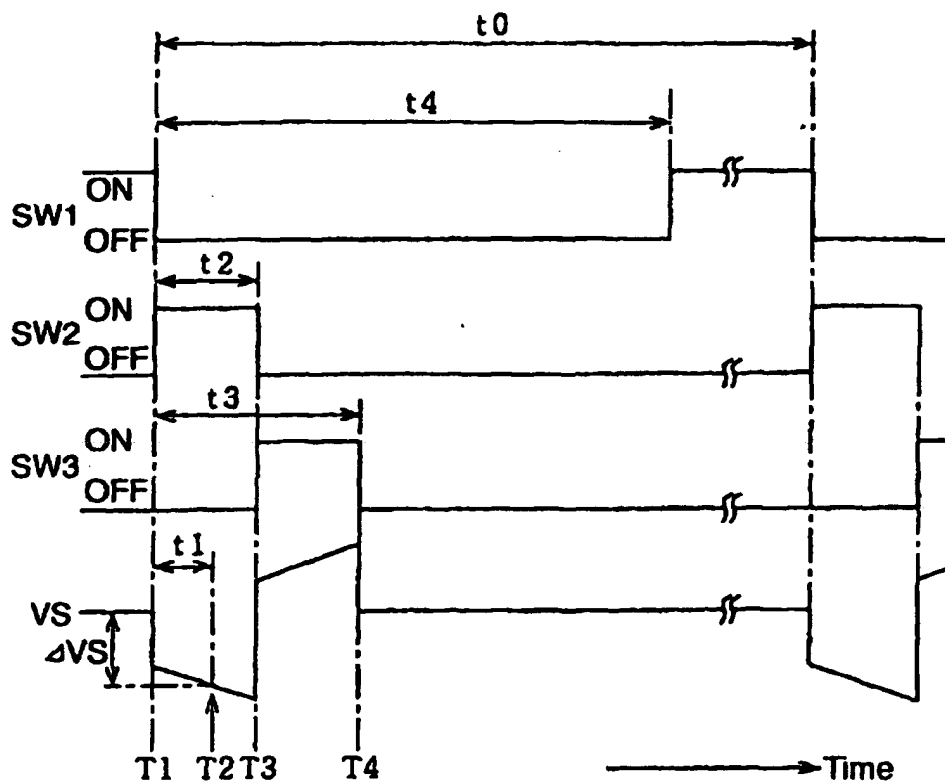 t0
t4
SW1 ON
OFF
t2
SW2 ON
OFF
t3
SW3 ON
OFF
t1
VS
⊿VS
T1 T2 T3 T4 Time